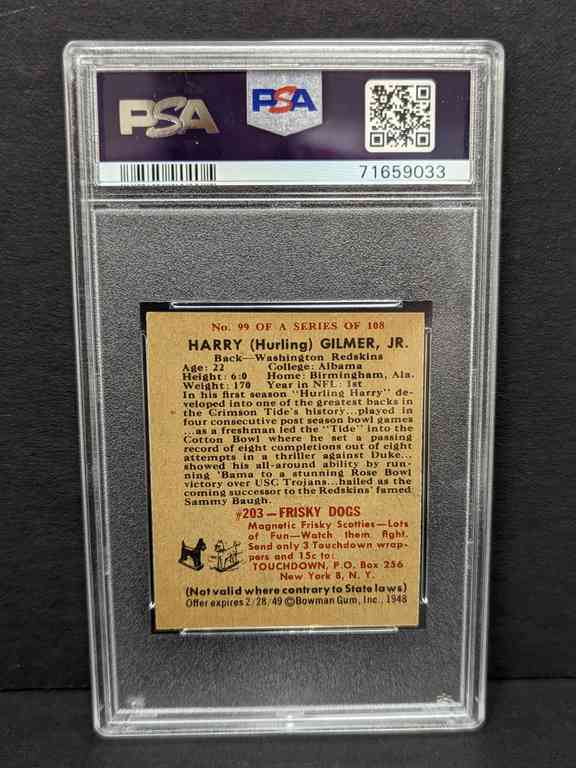 PSA
PSA
71659033
No. 99 OF A SERIES OF 108
HARRY (Hurling) GILMER, JR.
Back—Washington Redskins
Age: 22 College: Albama
Height: 6:0 Home: Birmingham, Ala.
Weight: 170 Year in NFL: 1st
In his first season "Hurling Harry" de-
veloped into one of the greatest backs in
the Crimson Tide's history...played in
four consecutive post season bowl games
...as a freshman led the "Tide" into the
Cotton Bowl where he set a passing
record of eight completions out of eight
attempts in a thriller against Duke...
showed his all-around ability by runn-
ing 'Bama to a stunning Rose Bowl
victory over USC Trojans...hailed as the
coming successor to the Redskins' famed
Sammy Baugh.
#203—FRISKY DOGS
Magnetic Frisky Scotties—Lots
of Fun—Watch them fight.
Send only 3 Touchdown wrap-
pers and 15c to:
TOUCHDOWN, P.O. Box 256
New York 8, N. Y.
(Not valid where contrary to State laws)
Offer expires 2/28/49 ©Bowman Gum, Inc., 1948